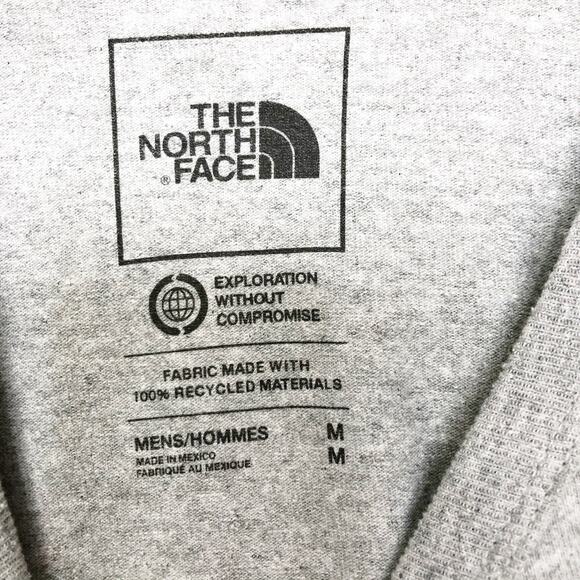 THE
NORTH
® FACE
EXPLORATION
WITHOUT
COMPROMISE
FABRIC MADE WITH
100% RECYCLED MATERIALS
MENS/HOMMES M
MADE IN MEXICO
FABRIQUÉ AU MEXIQUE M